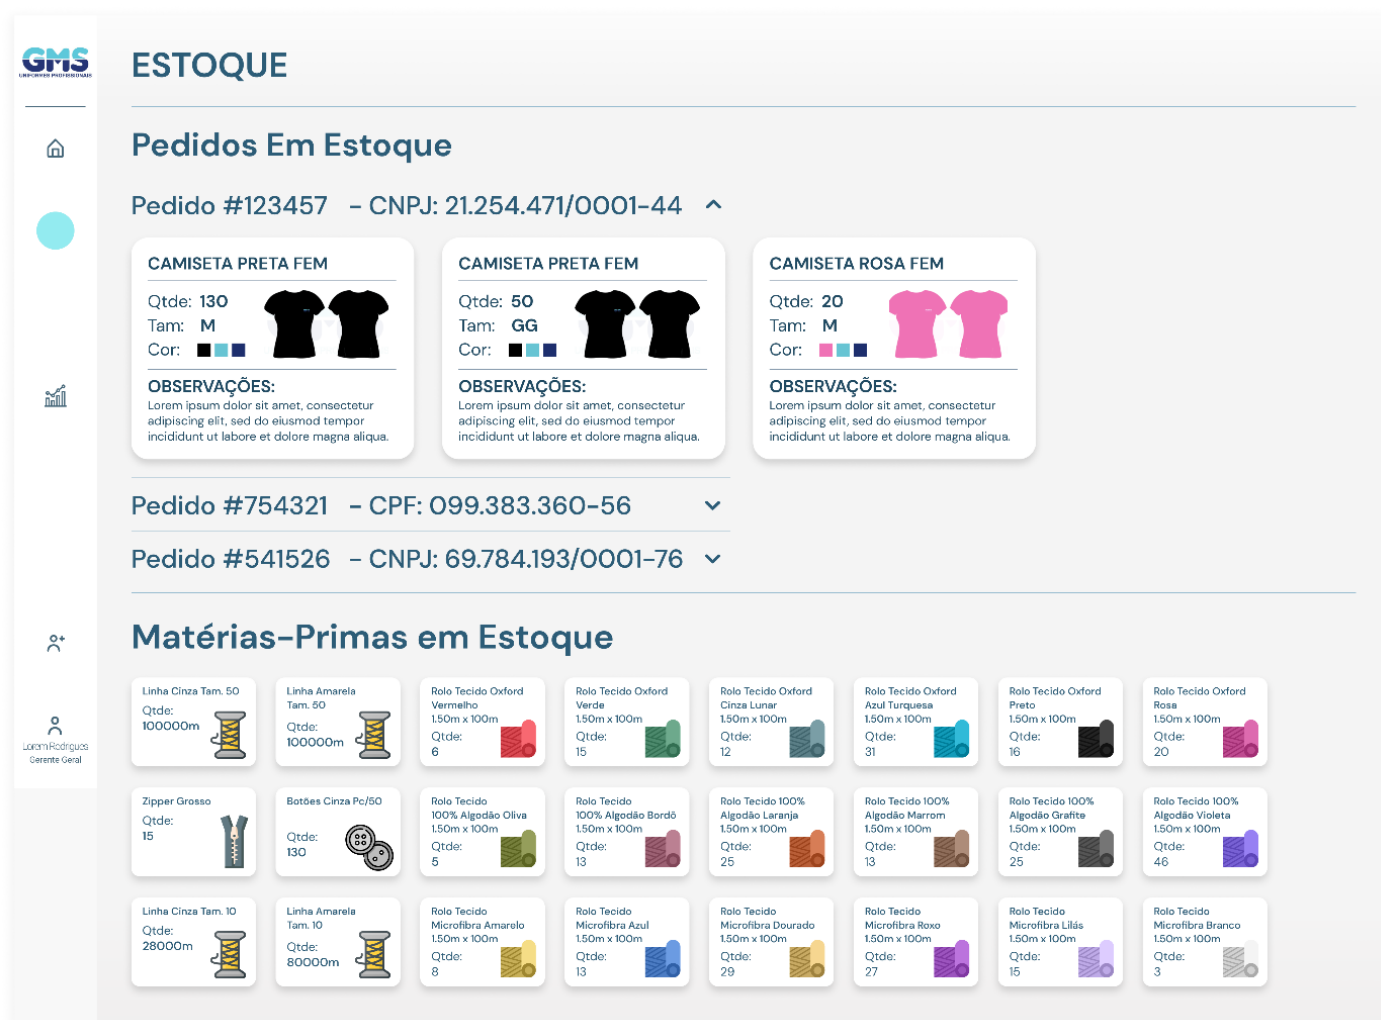 GMS
UNIFORMES PROFISSIONAIS
ESTOQUE
Pedidos Em Estoque
Pedido #123457 - CNPJ: 21.254.471/0001-44
CAMISETA PRETA FEM
Qtde: 130
Tam: M
Cor:
OBSERVAÇÕES:
Lorem ipsum dolor sit amet, consectetur
adipiscing elit, sed do eiusmod tempor
incididunt ut labore et dolore magna aliqua.
CAMISETA PRETA FEM
Qtde: 50
Tam: GG
Cor:
OBSERVAÇÕES:
Lorem ipsum dolor sit amet, consectetur
adipiscing elit, sed do eiusmod tempor
incididunt ut labore et dolore magna aliqua.
CAMISETA ROSA FEM
Qtde: 20
Tam: M
Cor:
OBSERVAÇÕES:
Lorem ipsum dolor sit amet, consectetur
adipiscing elit, sed do eiusmod tempor
incididunt ut labore et dolore magna aliqua.
Pedido #754321 - CPF: 099.383.360-56
Pedido #541526 - CNPJ: 69.784.193/0001-76
Matérias-Primas em Estoque
Linha Cinza Tam. 50
Qtde:
100000m
Linha Amarela
Tam. 50
Qtde:
100000m
Rolo Tecido Oxford
Vermelho
1.50m x 100m
Qtde:
6
Rolo Tecido Oxford
Verde
1.50m x 100m
Qtde:
15
Rolo Tecido Oxford
Cinza Lunar
1.50m x 100m
Qtde:
12
Rolo Tecido Oxford
Azul Turquesa
1.50m x 100m
Qtde:
31
Rolo Tecido Oxford
Preto
1.50m x 100m
Qtde:
16
Rolo Tecido Oxford
Rosa
1.50m x 100m
Qtde:
20
Zipper Grosso
Qtde:
15
Botões Cinza Pc/50
Qtde:
130
Rolo Tecido
100% Algodão Oliva
1.50m x 100m
Qtde:
5
Rolo Tecido
100% Algodão Bordô
1.50m x 100m
Qtde:
13
Rolo Tecido 100%
Algodão Laranja
1.50m x 100m
Qtde:
25
Rolo Tecido 100%
Algodão Marrom
1.50m x 100m
Qtde:
13
Rolo Tecido 100%
Algodão Grafite
1.50m x 100m
Qtde:
25
Rolo Tecido 100%
Algodão Violeta
1.50m x 100m
Qtde:
46
Linha Cinza Tam. 10
Qtde:
28000m
Linha Amarela
Tam. 10
Qtde:
80000m
Rolo Tecido
Microfibra Amarelo
1.50m x 100m
Qtde:
8
Rolo Tecido
Microfibra Azul
1.50m x 100m
Qtde:
13
Rolo Tecido
Microfibra Dourado
1.50m x 100m
Qtde:
29
Rolo Tecido
Microfibra Roxo
1.50m x 100m
Qtde:
27
Rolo Tecido
Microfibra Lilás
1.50m x 100m
Qtde:
15
Rolo Tecido
Microfibra Branco
1.50m x 100m
Qtde:
3
Lorem Rodrigues
Gerente Geral